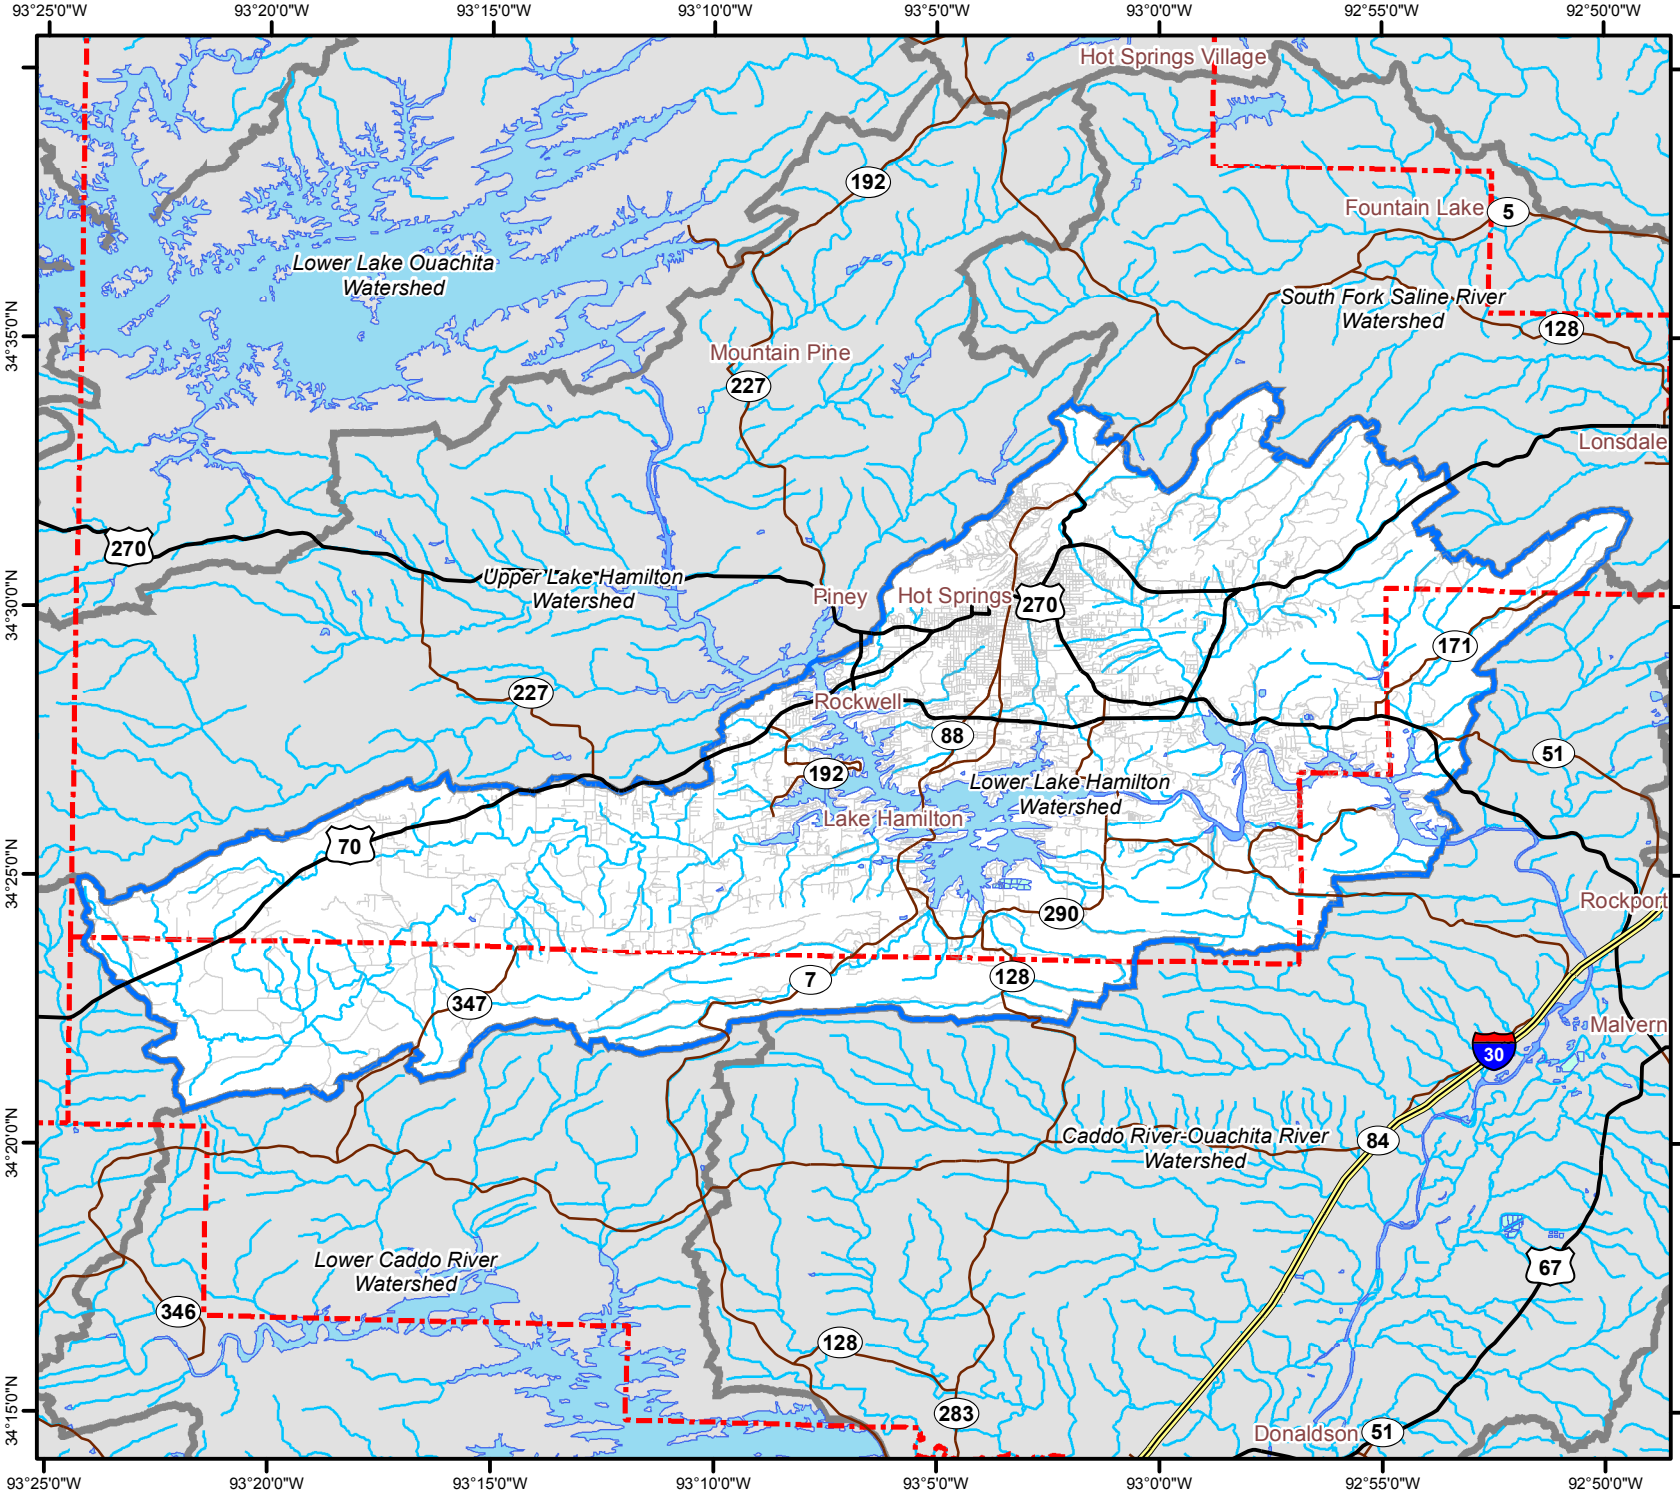 93°25'0"W
93°20'0"W
93°15'0"W
93°10'0"W
93°5'0"W
93°0'0"W
92°55'0"W
92°50'0"W
Hot Springs Village
192
Fountain Lake
5
Lower Lake Ouachita
Watershed
South Fork Saline River
Watershed
128
34°35'0"N
Mountain Pine
227
Lonsdale
270
Upper Lake Hamilton
Watershed
Piney
Hot Springs
270
34°30'0"N
171
227
Rockwell
88
51
192
Lower Lake Hamilton
Watershed
Lake Hamilton
70
34°25'0"N
Rockport
290
7
128
347
Malvern
30
34°20'0"N
Caddo River-Ouachita River
Watershed
84
Lower Caddo River
Watershed
67
346
128
34°15'0"N
283
Donaldson
51
93°25'0"W
93°20'0"W
93°15'0"W
93°10'0"W
93°5'0"W
93°0'0"W
92°55'0"W
92°50'0"W